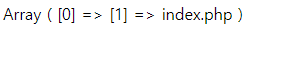 Array ( [0] => [1] => index.php )